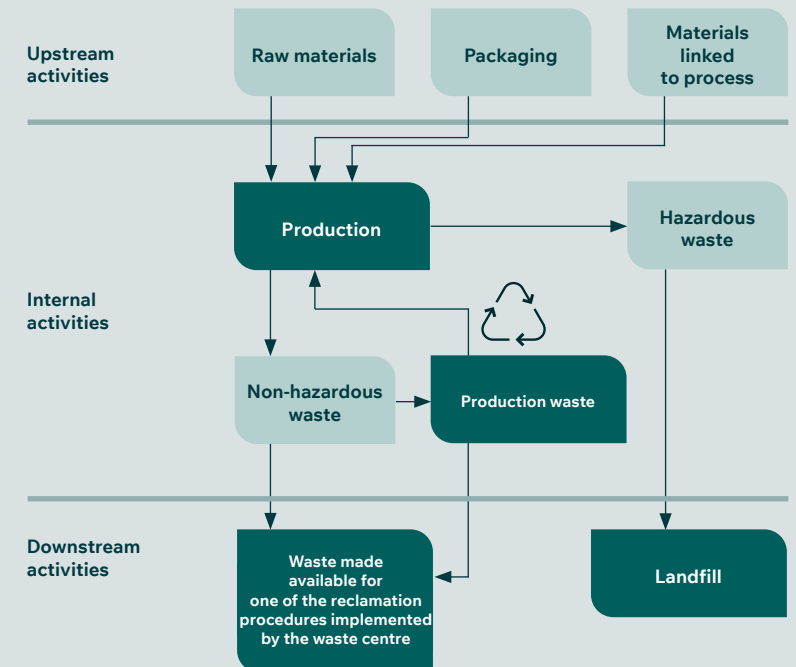 Upstream
activities
Raw materials
Packaging
Materials
linked
to process
Internal
activities
Production
Hazardous
waste
Non-hazardous
waste
Production waste
Downstream
activities
Waste made
available for
one of the reclamation
procedures implemented
by the waste centre
Landfill